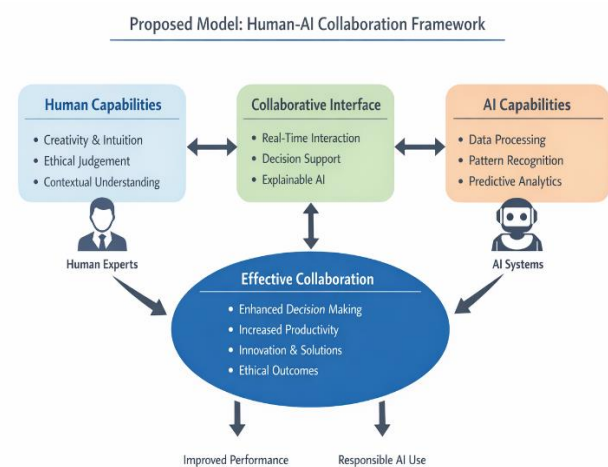 Proposed Model: Human-AI Collaboration Framework
Human Capabilities
• Creativity & Intuition
• Ethical Judgement
• Contextual Understanding
Collaborative Interface
• Real-Time Interaction
• Decision Support
• Explainable AI
AI Capabilities
• Data Processing
• Pattern Recognition
• Predictive Analytics
Human Experts
AI Systems
Effective Collaboration
• Enhanced Decision Making
• Increased Productivity
• Innovation & Solutions
• Ethical Outcomes
Improved Performance
Responsible AI Use